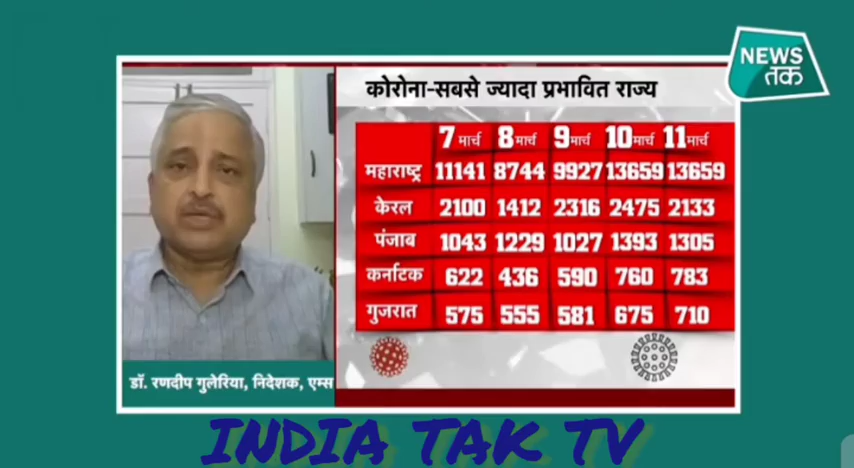 NEWS
तक
कोरोना-सबसे ज्यादा प्रभावित राज्य
7 मार्च 8 मार्च 9 मार्च 10 मार्च 11 मार्च
महाराष्ट्र 11141 8744 9927 13659 13659
केरल 2100 1412 2316 2475 2133
पंजाब 1043 1229 1027 1393 1305
कर्नाटक 622 436 590 760 783
गुजरात 575 555 581 675 710
डॉ. रणदीप गुलेरिया, निदेशक, एम्स
INDIA TAK TV